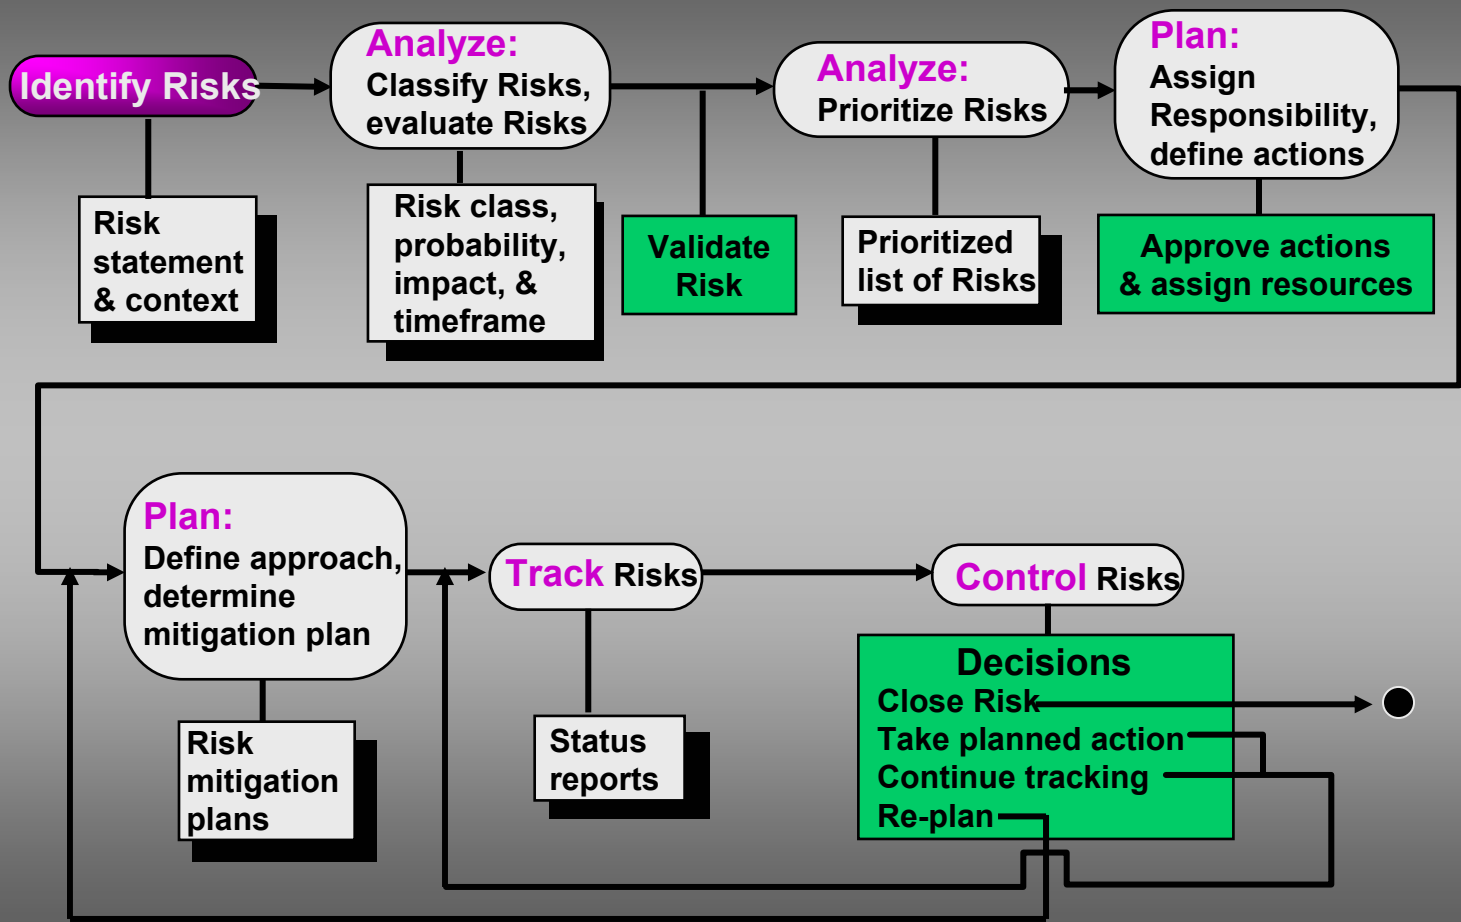 Identify Risks
Analyze:
Classify Risks,
evaluate Risks
Analyze:
Prioritize Risks
Plan:
Assign
Responsibility,
define actions
Risk
statement
& context
Risk class,
probability,
impact, &
timeframe
Validate
Risk
Prioritized
list of Risks
Approve actions
& assign resources
Plan:
Define approach,
determine
mitigation plan
Track Risks
Control Risks
Risk
mitigation
plans
Status
reports
Decisions
Close Risk
Take planned action
Continue tracking
Re-plan